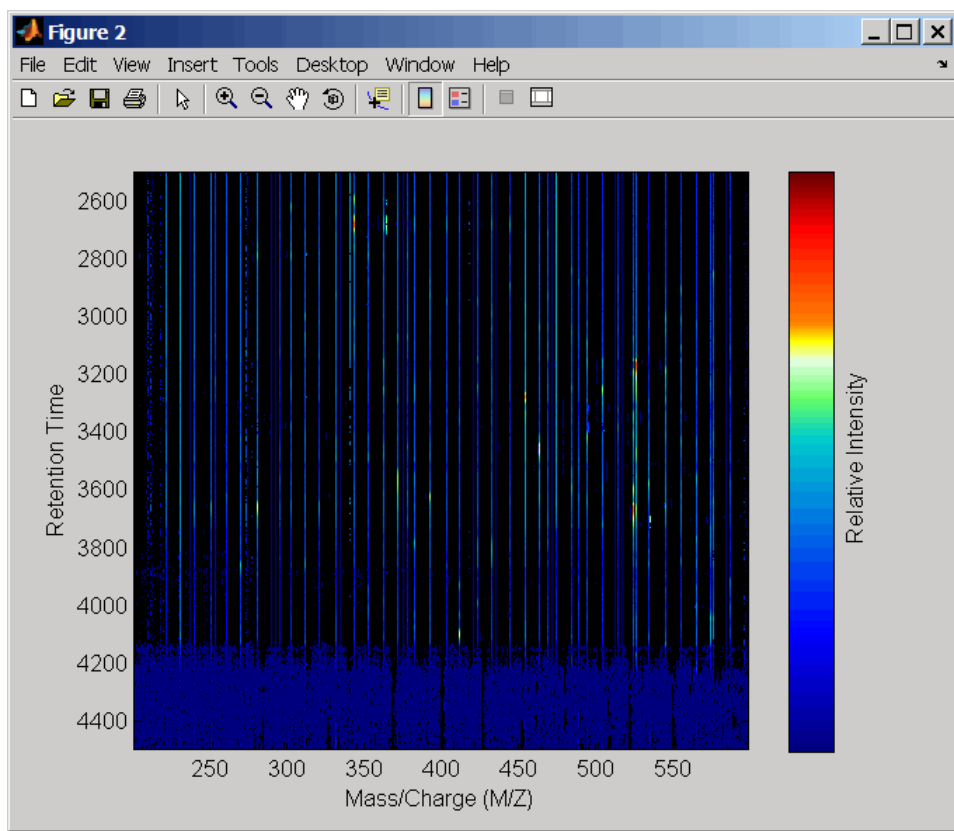 Figure 2
File Edit View Insert Tools Desktop Window Help
2600
2800
3000
3200
3400
3600
3800
4000
4200
4400
Retention Time
250 300 350 400 450 500 550
Mass/Charge (M/Z)
Relative Intensity